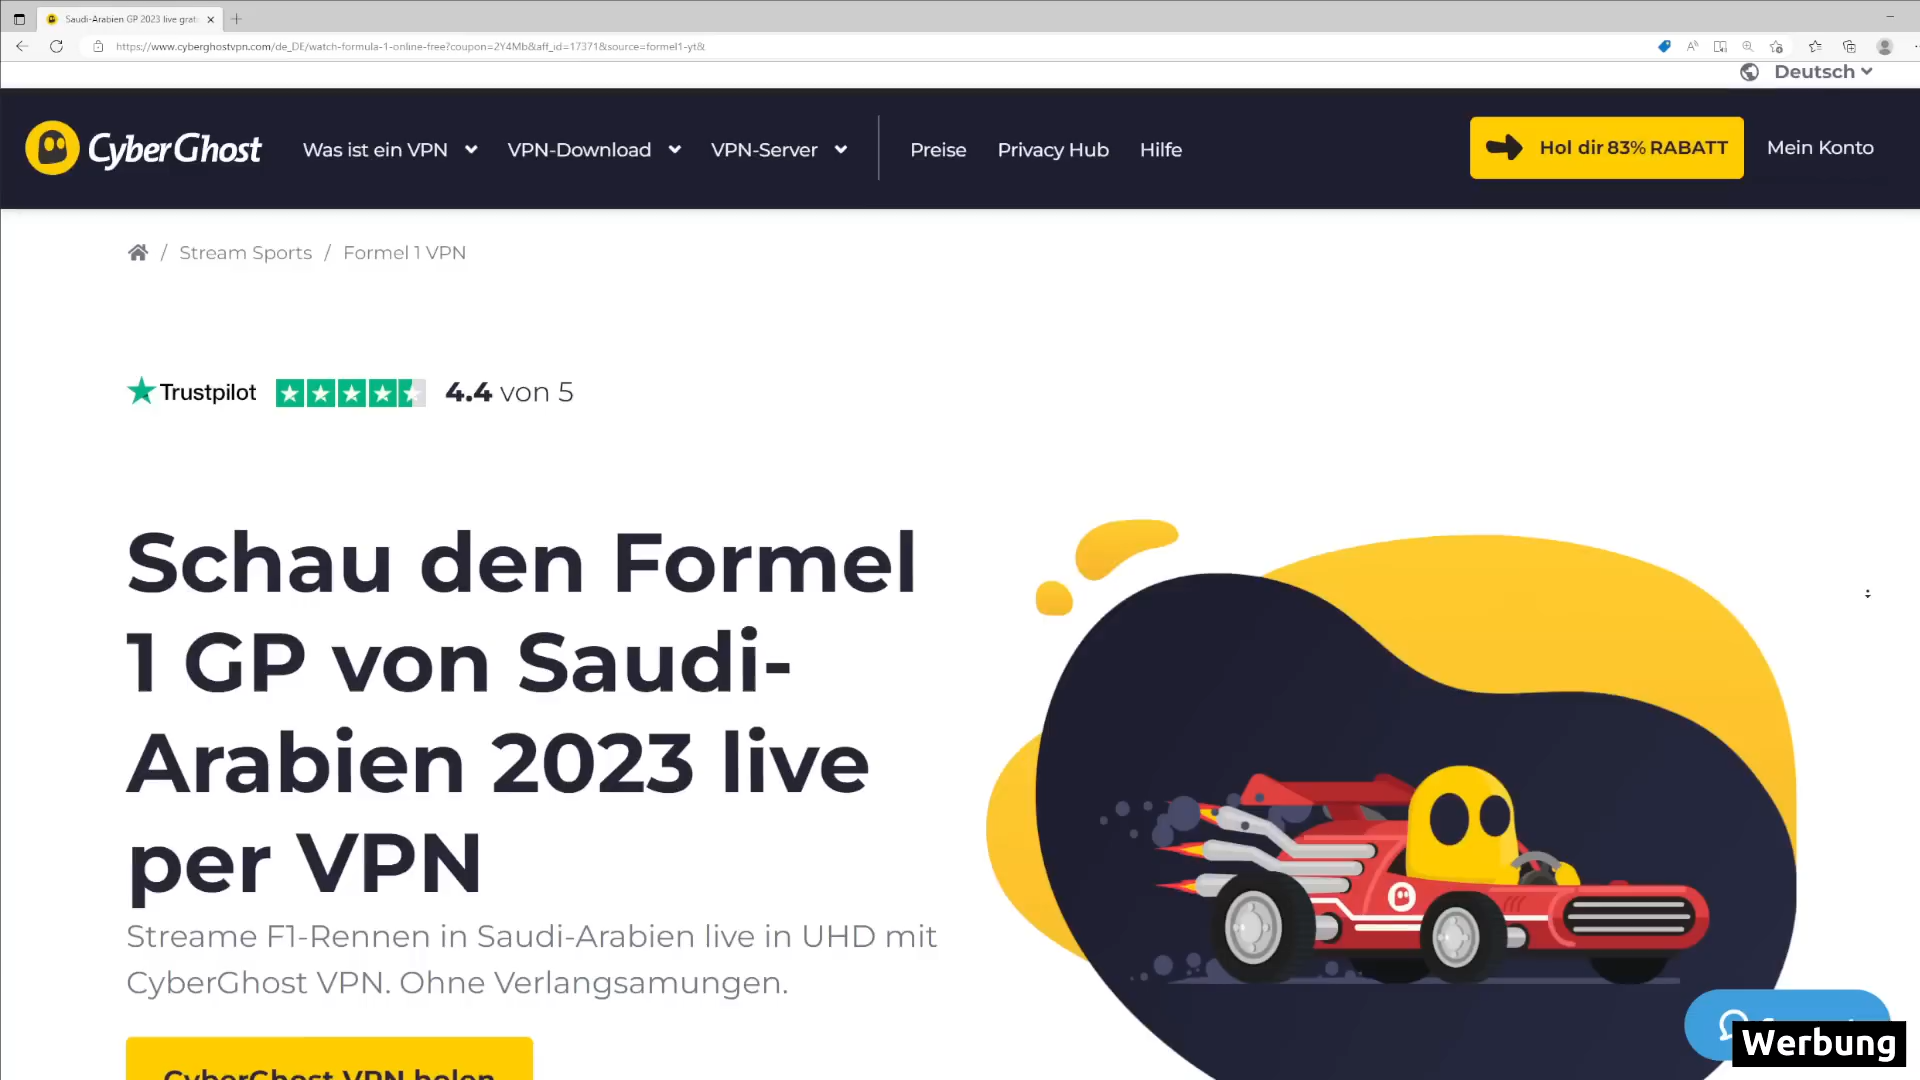 Saudi-Arabien GP 2023 live grat
https://www.cyberghostvpn.com/de_DE/watch-formula-1-online-free?coupon=2Y4Mb&aff_id=17371&source=formel1-yt&
Deutsch
CyberGhost
Was ist ein VPN
VPN-Download
VPN-Server
Preise
Privacy Hub
Hilfe
Hol dir 83% RABATT
Mein Konto
/ Stream Sports / Formel 1 VPN
Trustpilot
4.4 von 5
Schau den Formel
1 GP von Saudi-
Arabien 2023 live
per VPN
Streame F1-Rennen in Saudi-Arabien live in UHD mit
CyberGhost VPN. Ohne Verlangsamungen.
CyberGhost VPN holen
Werbung